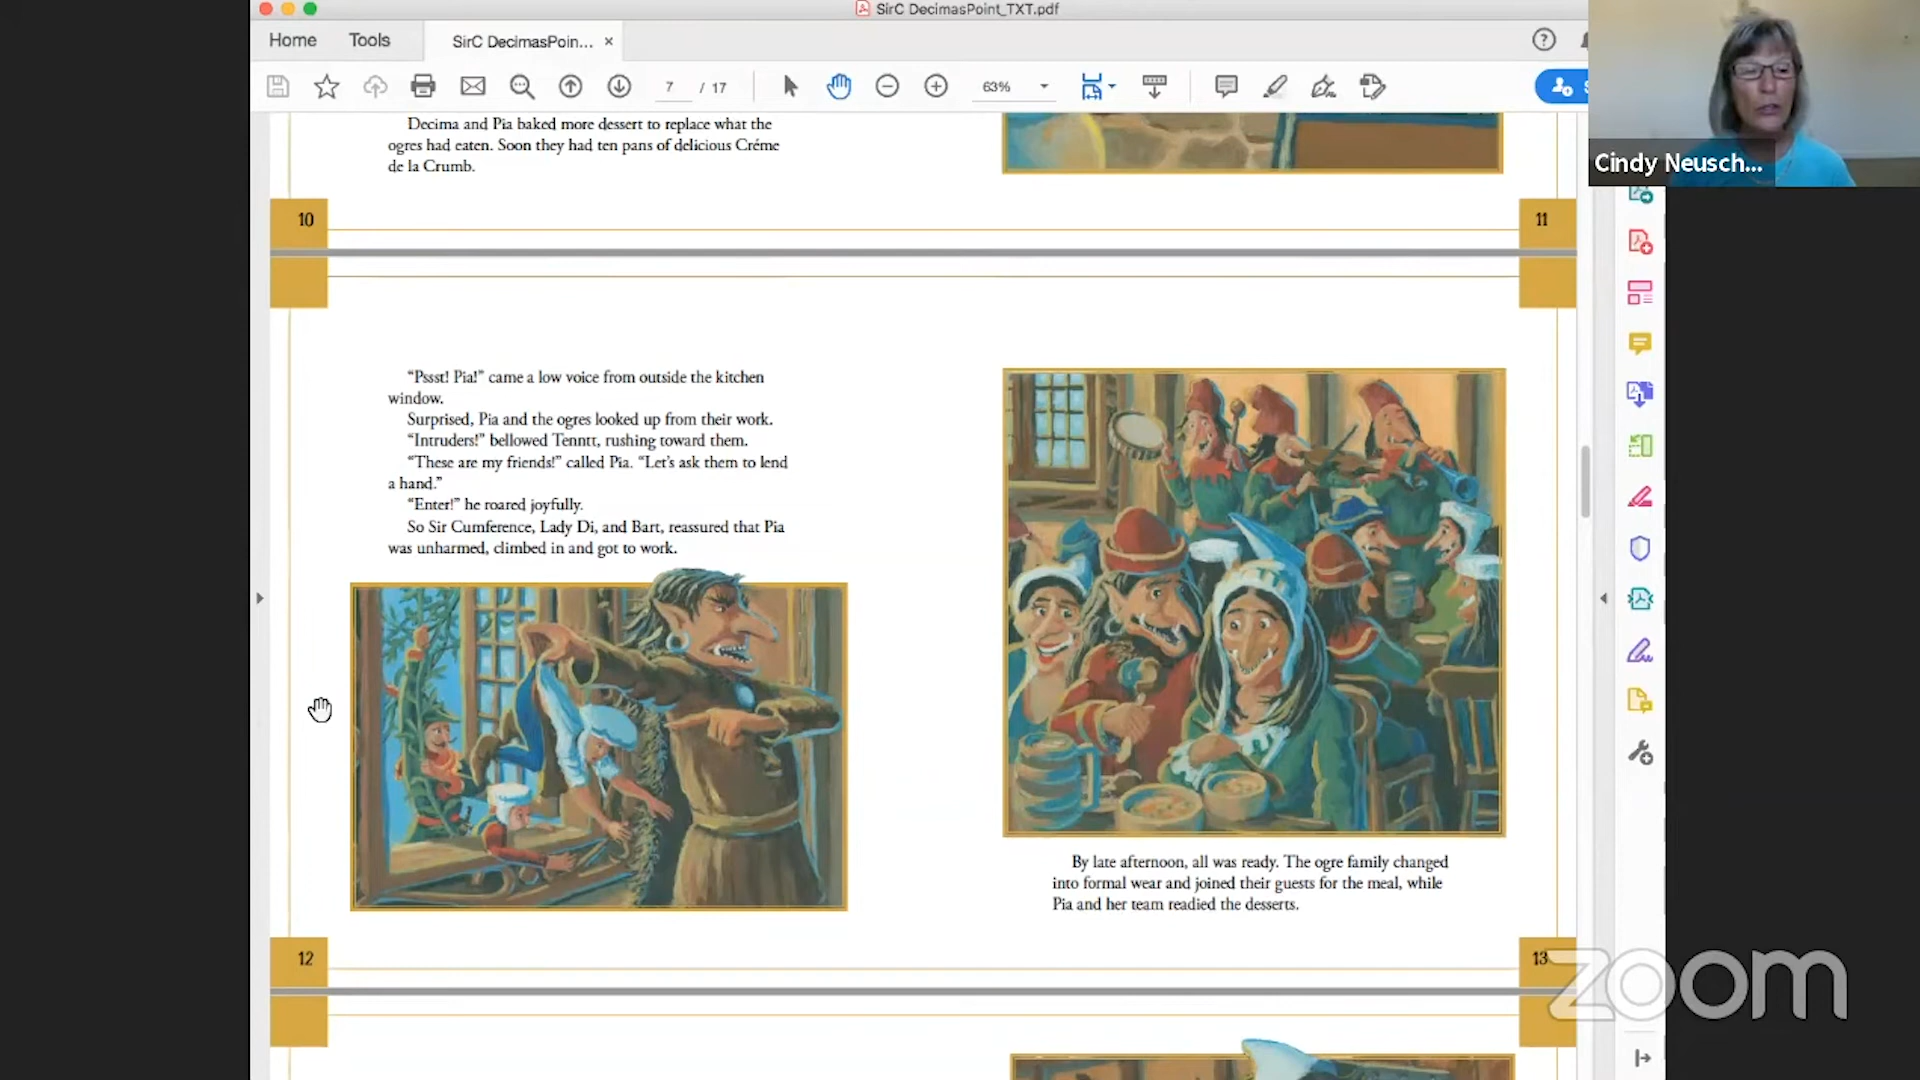 SirC DecimasPoint_TXT.pdf
Home
Tools
SirC DecimasPoin... ×
7 / 17
63%
Cindy Neusch...
Decima and Pia baked more dessert to replace what the
ogres had eaten. Soon they had ten pans of delicious Créme
de la Crumb.
10
11
“Pssst! Pia!” came a low voice from outside the kitchen
window.
Surprised, Pia and the ogres looked up from their work.
“Intruders!” bellowed Tenntt, rushing toward them.
“These are my friends!” called Pia. “Let’s ask them to lend
a hand.”
“Enter!” he roared joyfully.
So Sir Cumference, Lady Di, and Bart, reassured that Pia
was unharmed, climbed in and got to work.
By late afternoon, all was ready. The ogre family changed
into formal wear and joined their guests for the meal, while
Pia and her team readied the desserts.
12
13
zoom